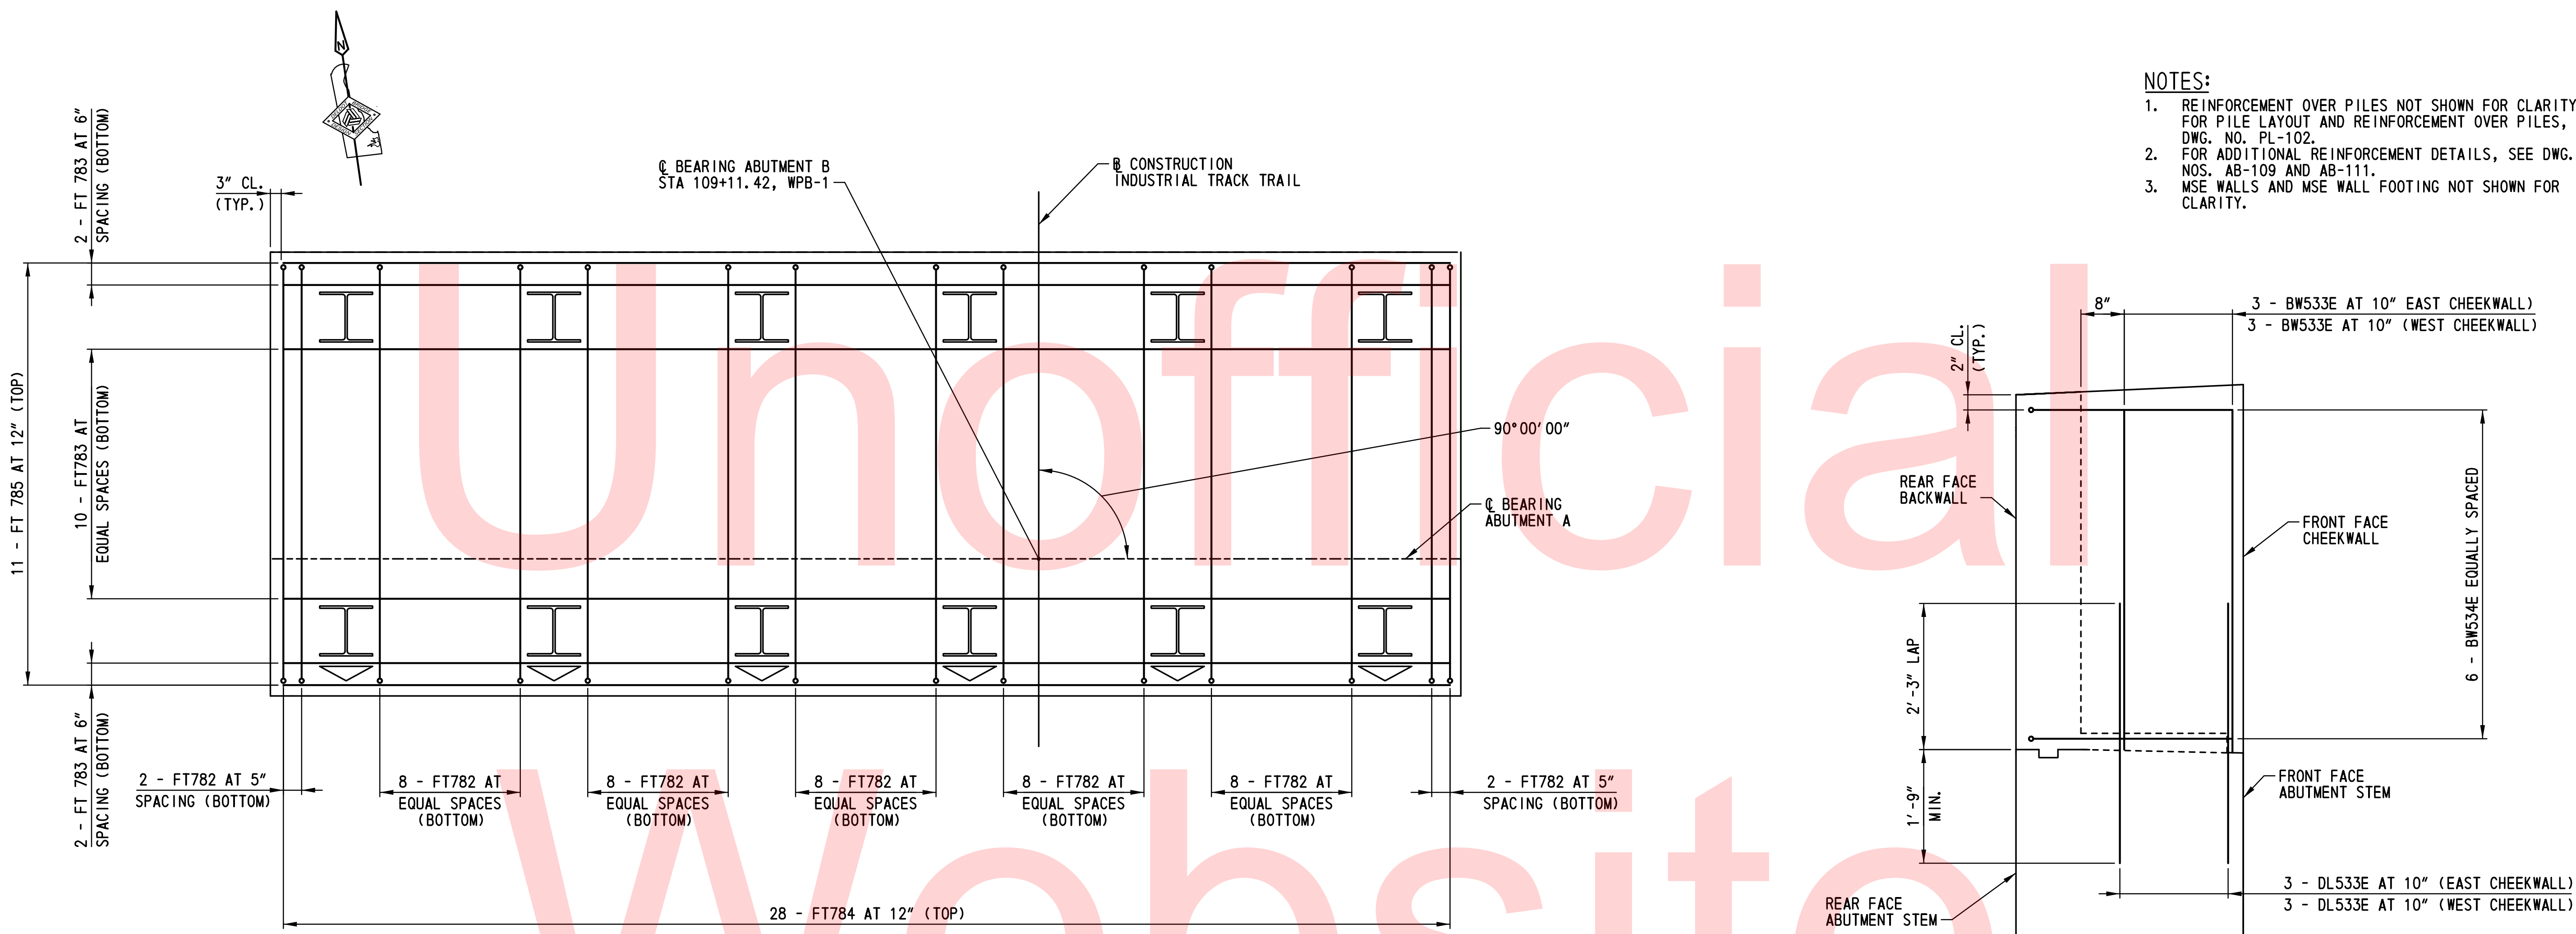 N
NOTES:
1. REINFORCEMENT OVER PILES NOT SHOWN FOR CLARITY
FOR PILE LAYOUT AND REINFORCEMENT OVER PILES,
DWG. NO. PL-102.
2. FOR ADDITIONAL REINFORCEMENT DETAILS, SEE DWG.
NOS. AB-109 AND AB-111.
3. MSE WALLS AND MSE WALL FOOTING NOT SHOWN FOR
CLARITY.
2 - FT 783 AT 6"
SPACING (BOTTOM)
3" CL.
(TYP.)
℄ BEARING ABUTMENT B
STA 109+11.42, WPB-1
B CONSTRUCTION
INDUSTRIAL TRACK TRAIL
11 - FT 785 AT 12" (TOP)
10 - FT783 AT
EQUAL SPACES (BOTTOM)
90°00'00"
℄ BEARING
ABUTMENT A
2 - FT 783 AT 6"
SPACING (BOTTOM)
2 - FT782 AT 5"
SPACING (BOTTOM)
8 - FT782 AT
EQUAL SPACES
(BOTTOM)
8 - FT782 AT
EQUAL SPACES
(BOTTOM)
8 - FT782 AT
EQUAL SPACES
(BOTTOM)
8 - FT782 AT
EQUAL SPACES
(BOTTOM)
8 - FT782 AT
EQUAL SPACES
(BOTTOM)
2 - FT782 AT 5"
SPACING (BOTTOM)
28 - FT784 AT 12" (TOP)
8"
3 - BW533E AT 10" EAST CHEEKWALL)
3 - BW533E AT 10" (WEST CHEEKWALL)
2" CL.
(TYP.)
REAR FACE
BACKWALL
FRONT FACE
CHEEKWALL
6 - BW534E EQUALLY SPACED
2'-3" LAP
1'-9"
MIN.
FRONT FACE
ABUTMENT STEM
REAR FACE
ABUTMENT STEM
3 - DL533E AT 10" (EAST CHEEKWALL)
3 - DL533E AT 10" (WEST CHEEKWALL)
Unofficial
Website